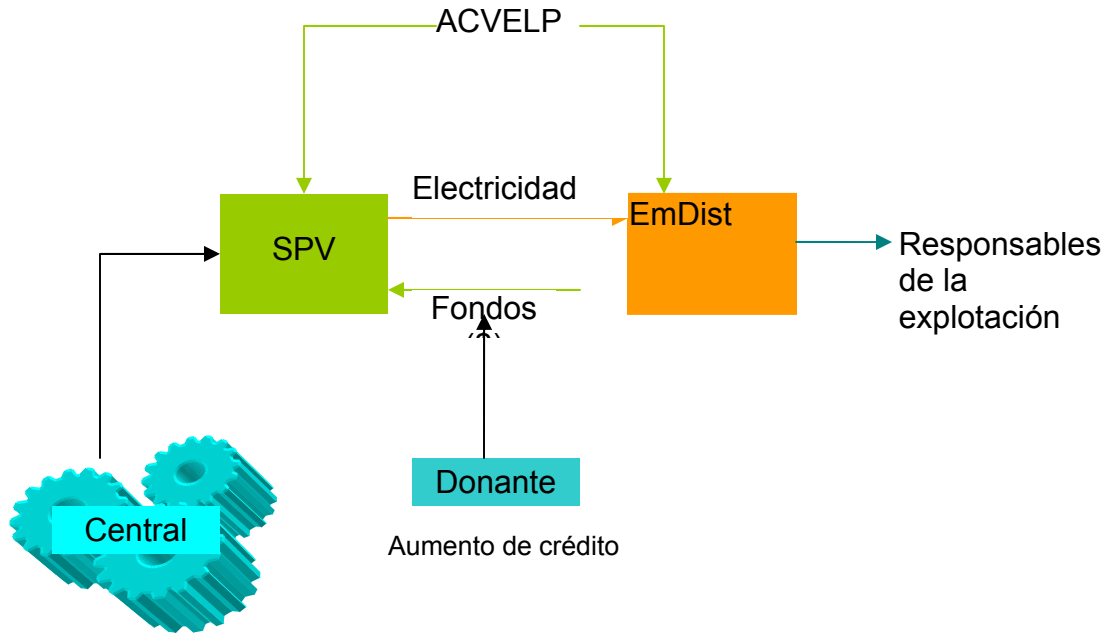 ACVELP
Electricidad
EmDist
SPV
Responsables
de la
explotación
Fondos
Donante
Central
Aumento de crédito